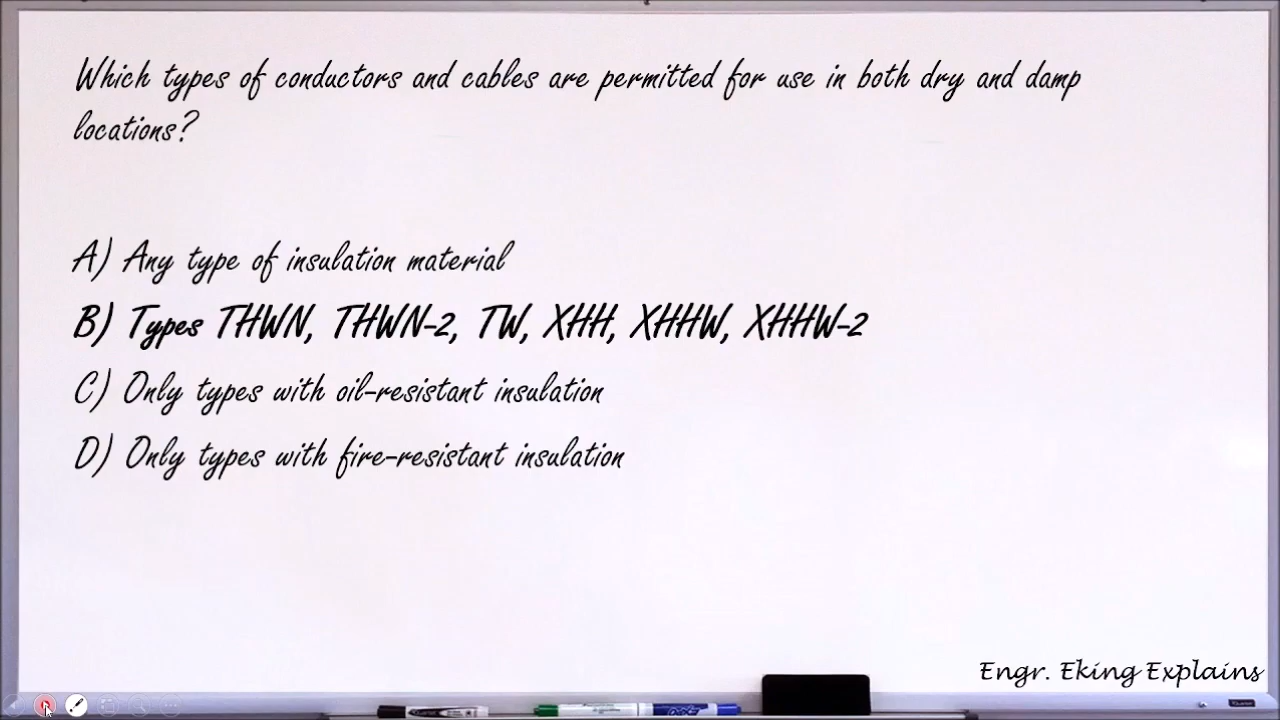 Which types of conductors and cables are permitted for use in both dry and damp
locations?
A) Any type of insulation material
B) Types THWN, THWN-2, TW, XHH, XHHW, XHHW-2
C) Only types with oil-resistant insulation
D) Only types with fire-resistant insulation
Engr. Eking Explains